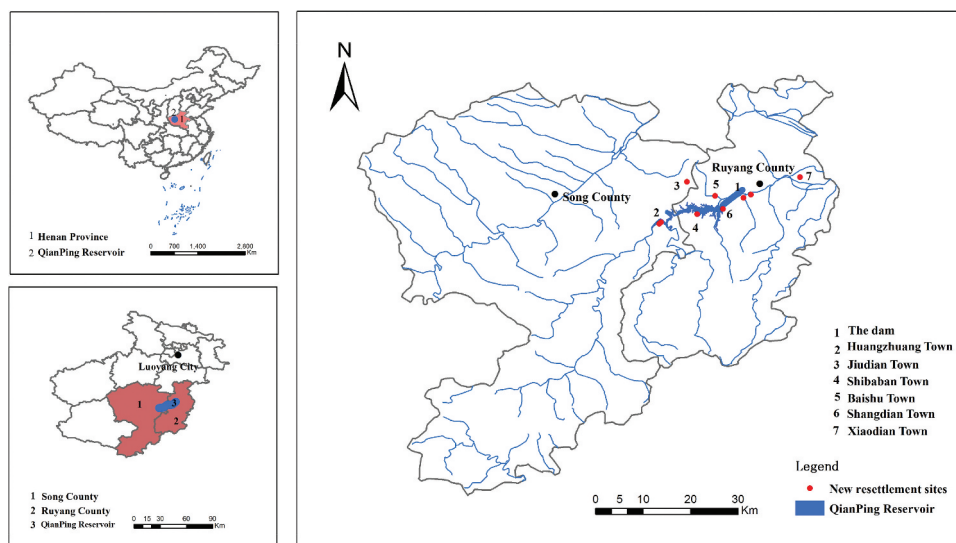 2
1
1 Henan Province
2 QianPing Reservoir
0 700 1,400 2,800
Km
Luoyang City
1
3
2
1 Song County
2 Ruyang County
3 QianPing Reservoir
0 15 30 60 90
Km
N
Ruyang County
Song County
3
5
1
7
2
4
6
1 The dam
2 Huangzhuang Town
3 Jiudian Town
4 Shibaban Town
5 Baishu Town
6 Shangdian Town
7 Xiaodian Town
Legend
New resettlement sites
QianPing Reservoir
0 5 10 20 30
Km